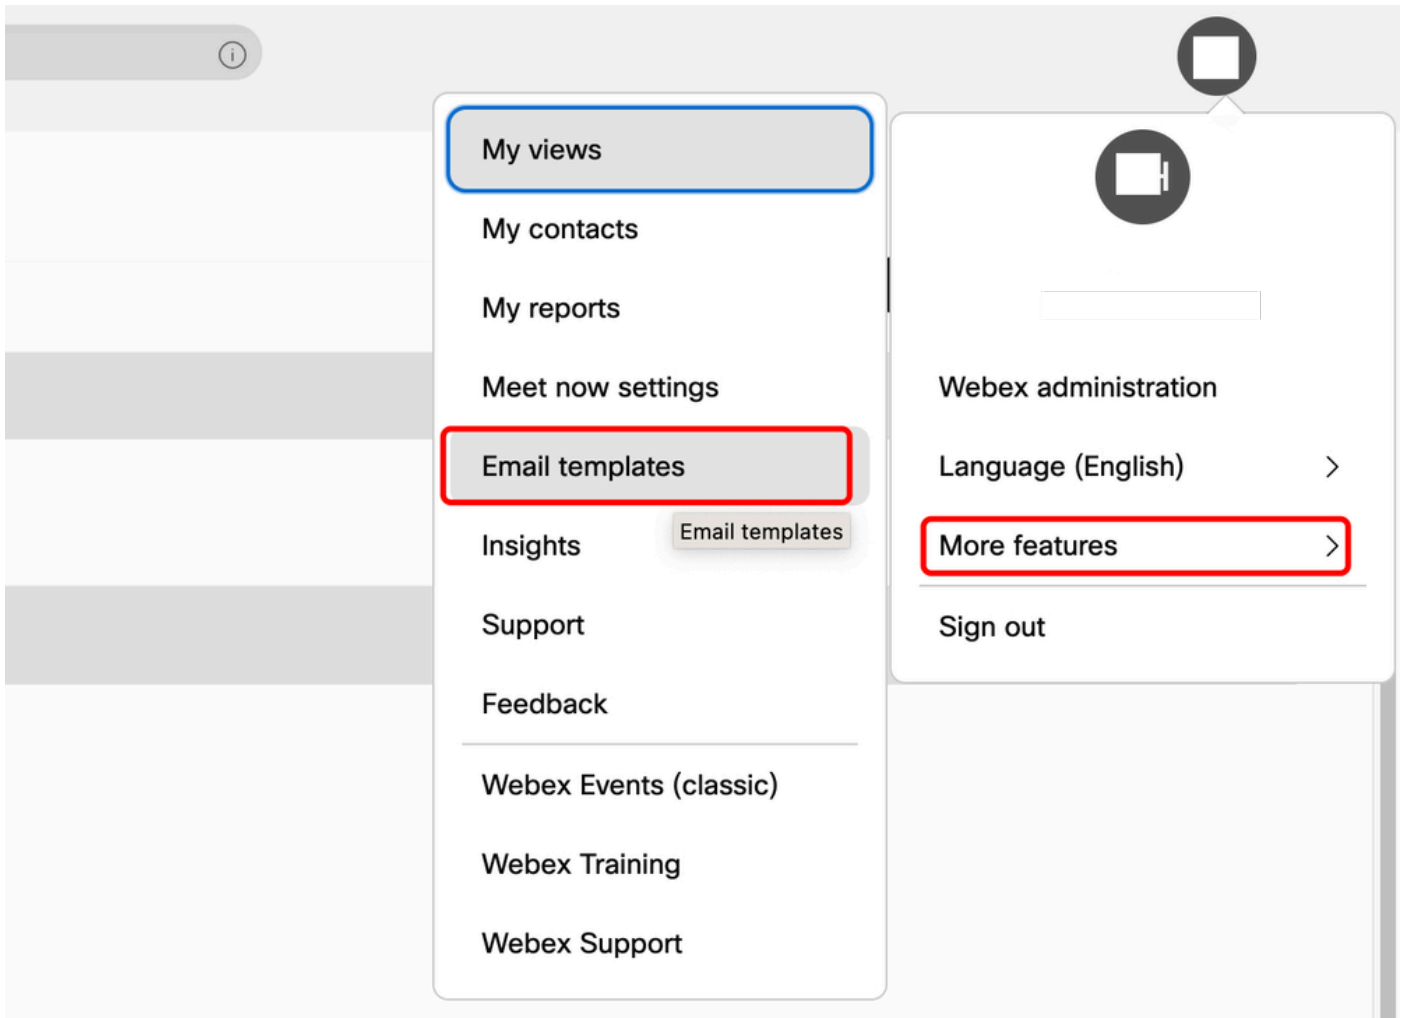 My views
My contacts
My reports
Meet now settings
Email templates
Email templates
Insights
Support
Feedback
Webex Events (classic)
Webex Training
Webex Support
Webex administration
Language (English)
More features
Sign out